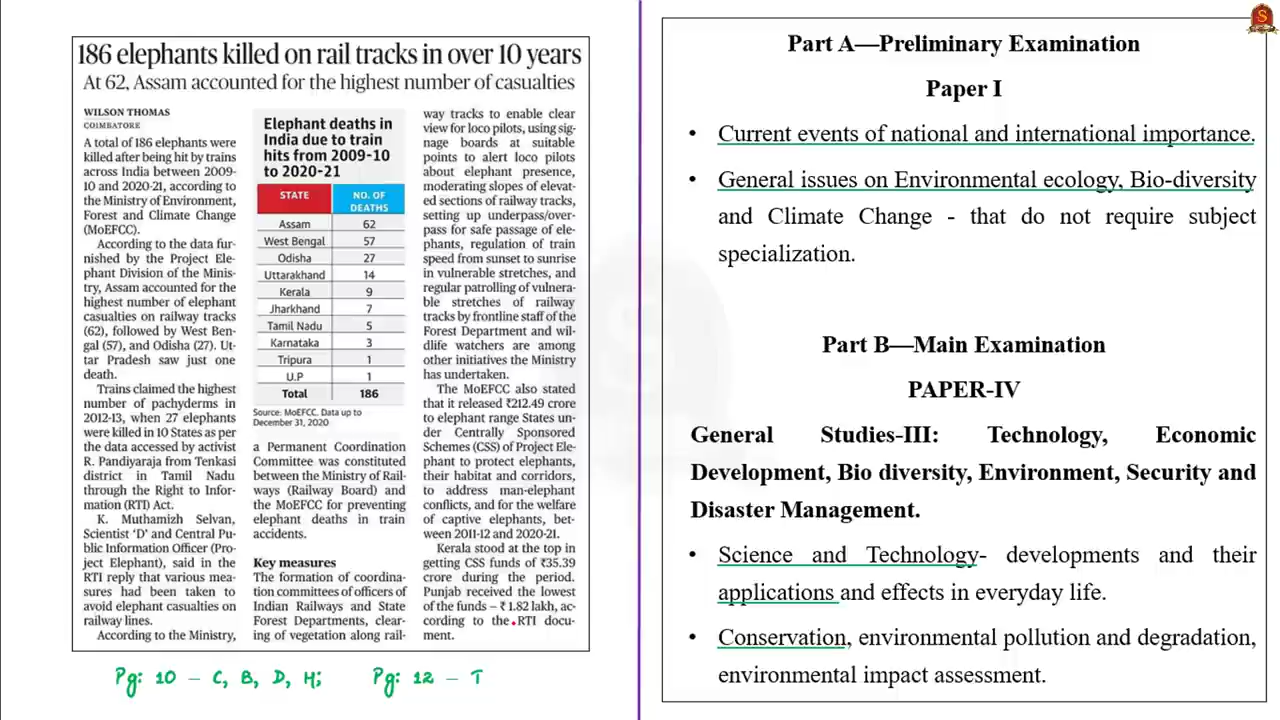 186 elephants killed on rail tracks in over 10 years
At 62, Assam accounted for the highest number of casualties
WILSON THOMAS
COIMBATORE
A total of 186 elephants were
killed after being hit by trains
across India between 2009-
10 and 2020-21, according to
the Ministry of Environment,
Forest and Climate Change
(MoEFCC).
According to the data fur-
nished by the Project Ele-
phant Division of the Minis-
try, Assam accounted for the
highest number of elephant
casualties on railway tracks
(62), followed by West Ben-
gal (57), and Odisha (27). Ut-
tar Pradesh saw just one
death.
Trains claimed the highest
number of pachyderms in
2012-13, when 27 elephants
were killed in 10 States as per
the data accessed by activist
R. Pandiyaraja from Tenkasi
district in Tamil Nadu
through the Right to Infor-
mation (RTI) Act.
K. Muthamizh Selvan,
Scientist 'D' and Central Pu-
blic Information Officer (Pro-
ject Elephant), said in the
RTI reply that various mea-
sures had been taken to
avoid elephant casualties on
railway lines.
According to the Ministry,
Elephant deaths in
India due to train
hits from 2009-10
to 2020-21
STATE NO. OF DEATHS
Assam 62
West Bengal 57
Odisha 27
Uttarakhand 14
Kerala 9
Jharkhand 7
Tamil Nadu 5
Karnataka 3
Tripura 1
U.P 1
Total 186
Source: MoEFCC. Data up to
December 31, 2020
a Permanent Coordination
Committee was constituted
between the Ministry of Rail-
ways (Railway Board) and
the MoEFCC for preventing
elephant deaths in train
accidents.
Key measures
The formation of coordina-
tion committees of officers of
Indian Railways and State
Forest Departments, clear-
ing of vegetation along rail-
way tracks to enable clear
view for loco pilots, using sig-
nage boards at suitable
points to alert loco pilots
about elephant presence,
moderating slopes of elevat-
ed sections of railway tracks,
setting up underpass/over-
pass for safe passage of ele-
phants, regulation of train
speed from sunset to sunrise
in vulnerable stretches, and
regular patrolling of vulnera-
ble stretches of railway
tracks by frontline staff of the
Forest Department and wil-
dlife watchers are among
other initiatives the Ministry
has undertaken.
The MoEFCC also stated
that it released ₹212.49 crore
to elephant range States un-
der Centrally Sponsored
Schemes (CSS) of Project Ele-
phant to protect elephants,
their habitat and corridors,
to address man-elephant
conflicts, and for the welfare
of captive elephants, bet-
ween 2011-12 and 2020-21.
Kerala stood at the top in
getting CSS funds of ₹35.39
crore during the period.
Punjab received the lowest
of the funds – ₹ 1.82 lakh, ac-
cording to the RTI docu-
ment.
Pg: 10 – C, B, D, H; Pg: 12 – T
Part A—Preliminary Examination
Paper I
• Current events of national and international importance.
• General issues on Environmental ecology, Bio-diversity
and Climate Change - that do not require subject
specialization.
Part B—Main Examination
PAPER-IV
General Studies-III: Technology, Economic
Development, Bio diversity, Environment, Security and
Disaster Management.
• Science and Technology- developments and their
applications and effects in everyday life.
• Conservation, environmental pollution and degradation,
environmental impact assessment.